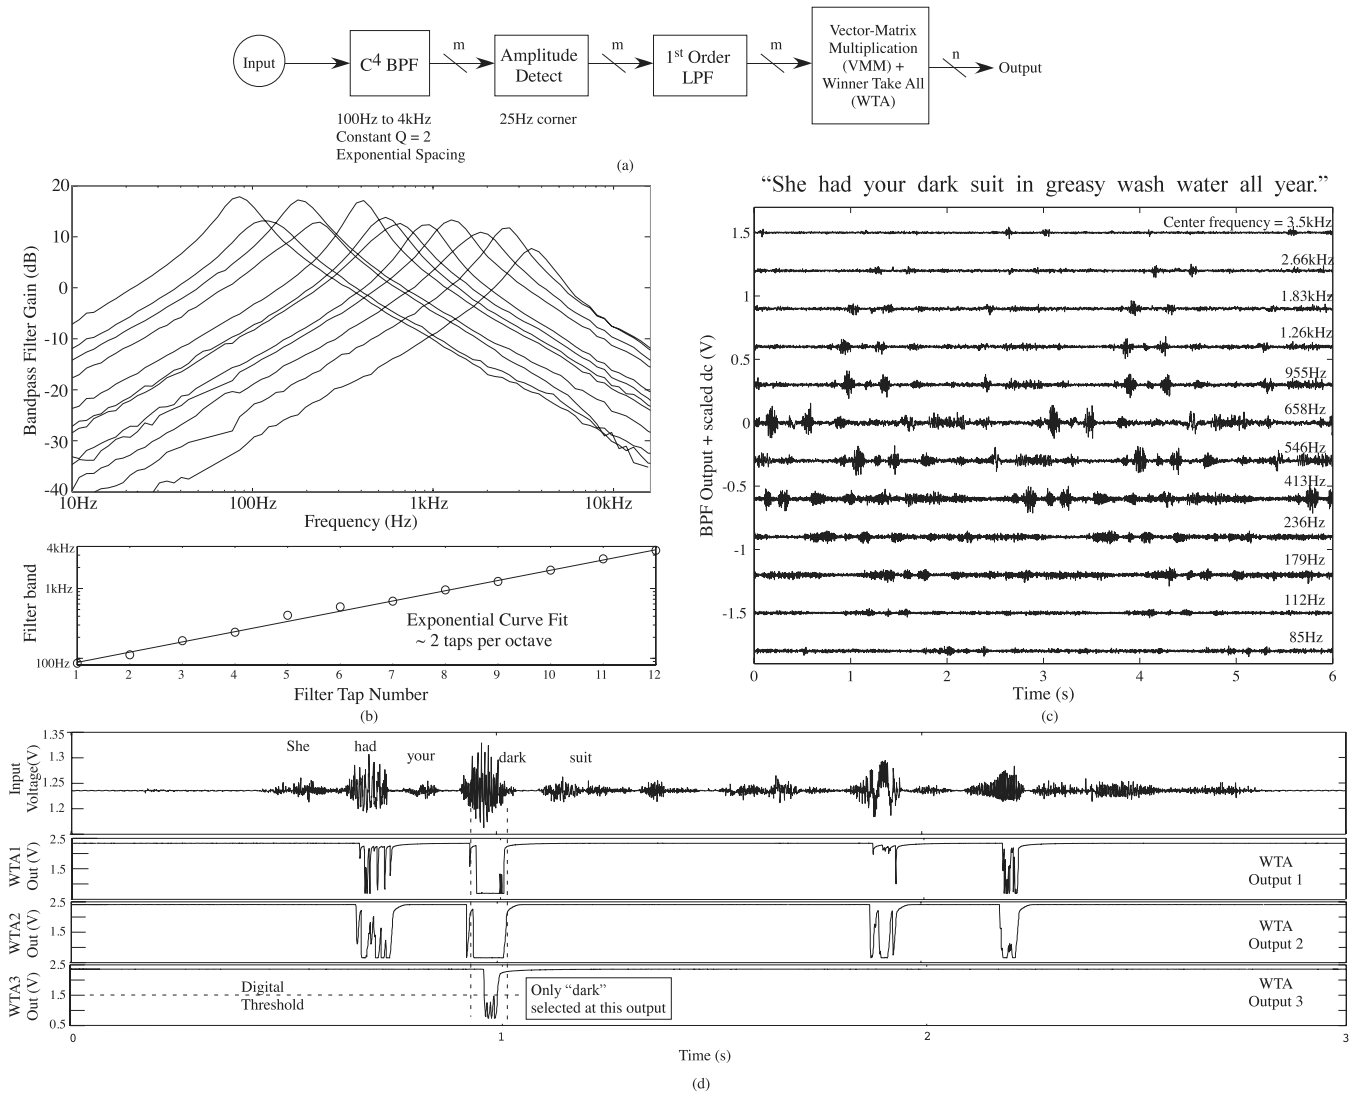 Input
C4 BPF
m
Amplitude
Detect
m
1st Order
LPF
m
Vector-Matrix
Multiplication
(VMM) +
Winner Take All
(WTA)
n
Output
100Hz to 4kHz
Constant Q = 2
Exponential Spacing
25Hz corner
(a)
Bandpass Filter Gain (dB)
20
10
0
-10
-20
-30
-40
10Hz 100Hz 1kHz 10kHz
Frequency (Hz)
Filter band
4kHz
1kHz
100Hz
Exponential Curve Fit
~ 2 taps per octave
1 2 3 4 5 6 7 8 9 10 11 12
Filter Tap Number
(b)
“She had your dark suit in greasy wash water all year.”
BPF Output + scaled dc (V)
1.5
1
0.5
0
-0.5
-1
-1.5
Center frequency = 3.5kHz
2.66kHz
1.83kHz
1.26kHz
955Hz
658Hz
546Hz
413Hz
236Hz
179Hz
112Hz
85Hz
0 1 2 3 4 5 6
Time (s)
(c)
Input
Voltage(V)
1.35
1.3
1.25
1.2
She had your dark suit
WTA1
Out (V)
2.5
1.5
WTA
Output 1
WTA2
Out (V)
2.5
1.5
WTA
Output 2
WTA3
Out (V)
2.5
1.5
0.5
Digital
Threshold
Only “dark”
selected at this output
WTA
Output 3
0 1 2 3
Time (s)
(d)